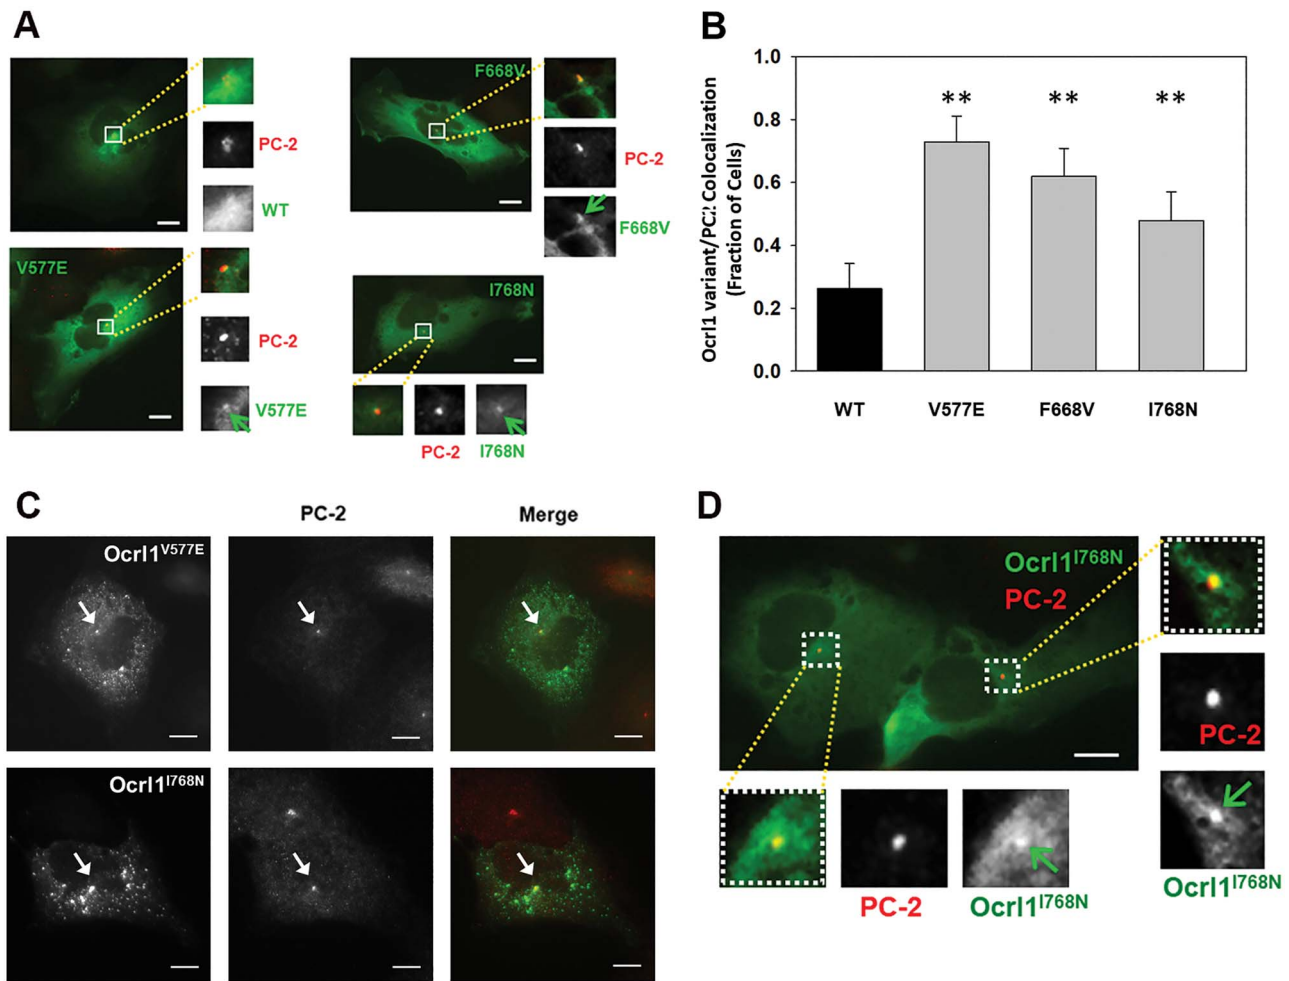 A
F668V
PC-2
WT
PC-2
F668V
V577E
PC-2
V577E
I768N
PC-2
I768N
B
Ocrl1 variant/PC2 Colocalization
(Fraction of Cells)
1.0
0.8
0.6
0.4
0.2
0.0
**
**
**
WT
V577E
F668V
I768N
C
PC-2
Merge
Ocrl1V577E
Ocrl1I768N
D
Ocrl1I768N
PC-2
PC-2
Ocrl1I768N
PC-2
Ocrl1I768N